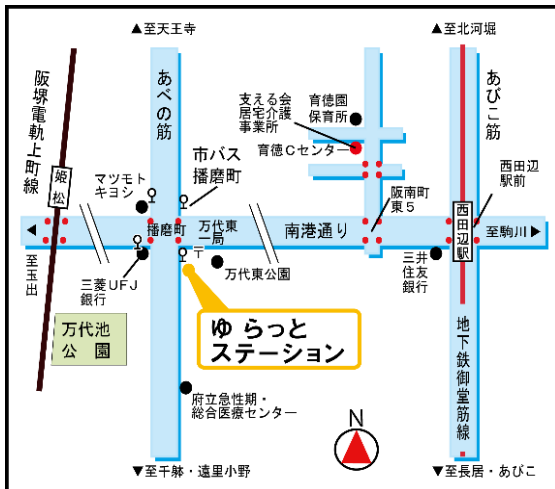 ▲至天王寺
▲至北河堀
阪堺電軌上町線
あべの筋
あびこ筋
支える会
居宅介護
事業所
育徳園
保育所
育徳Cセンター
市バス
播磨町
マツモト
キヨシ
姫松
西田辺
駅前
阪南町
東5
播磨町
万代東
一局
〒
南港通り
西田辺駅
至駒川▶
◀
至玉出
三菱UFJ
銀行
万代東公園
三井
住友
銀行
万代池
公園
ゆらっと
ステーション
地下鉄御堂筋線
府立急性期・
総合医療センター
N
▼至千躰・遠里小野
▼至長居・あびこ